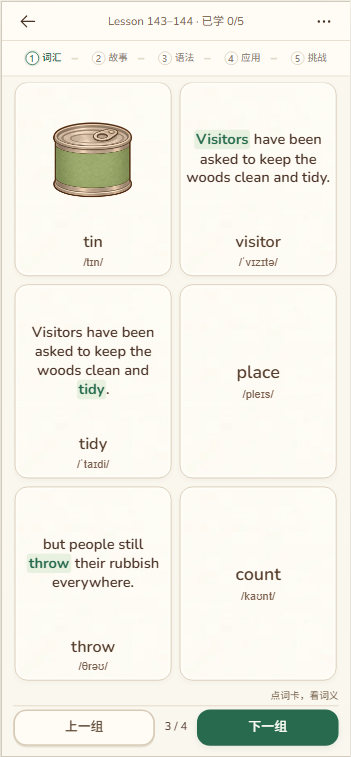 Lesson 143–144 · 已学 0/5
1 词汇 – 2 故事 – 3 语法 – 4 应用 – 5 挑战
tin
/tɪn/
Visitors have been
asked to keep the
woods clean and tidy.
visitor
/ˈvɪzɪtə/
Visitors have been
asked to keep the
woods clean and
tidy.
tidy
/ˈtaɪdi/
place
/pleɪs/
but people still
throw their rubbish
everywhere.
throw
/θrəʊ/
count
/kaʊnt/
点词卡，看词义
上一组
3 / 4
下一组